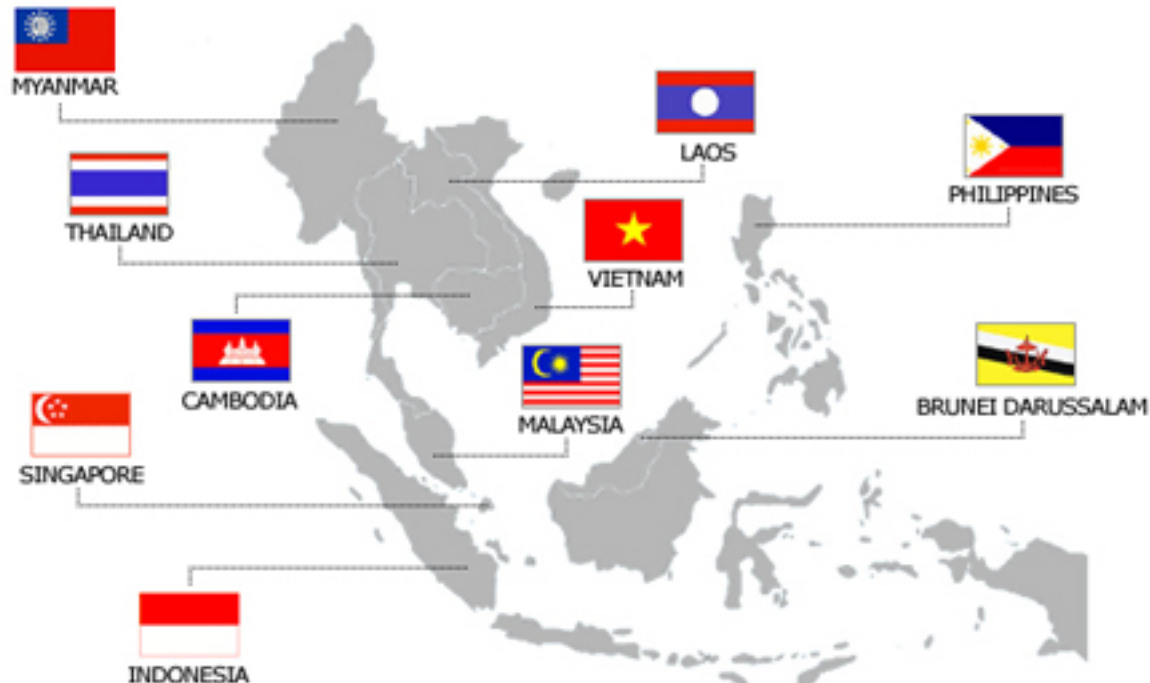 MYANMAR
LAOS
THAILAND
PHILIPPINES
VIETNAM
CAMBODIA
MALAYSIA
BRUNEI DARUSSALAM
SINGAPORE
INDONESIA